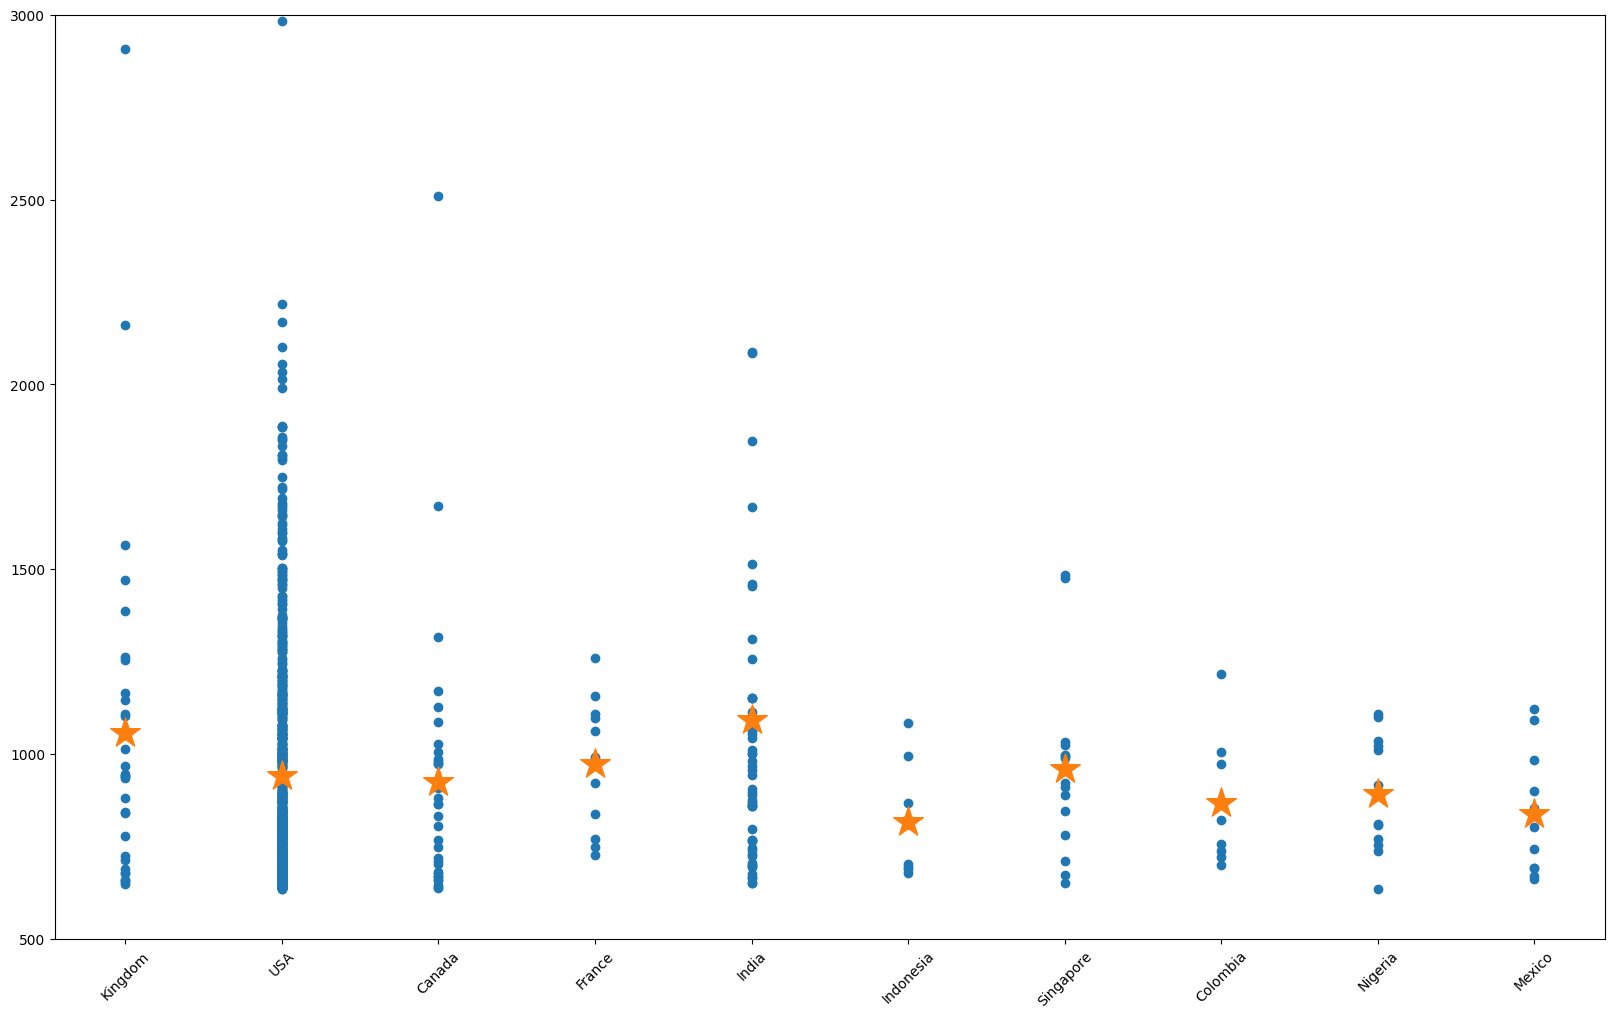 3000
2500
2000
1500
1000
500
Kingdom
USA
Canada
France
India
Indonesia
Singapore
Colombia
Nigeria
Mexico